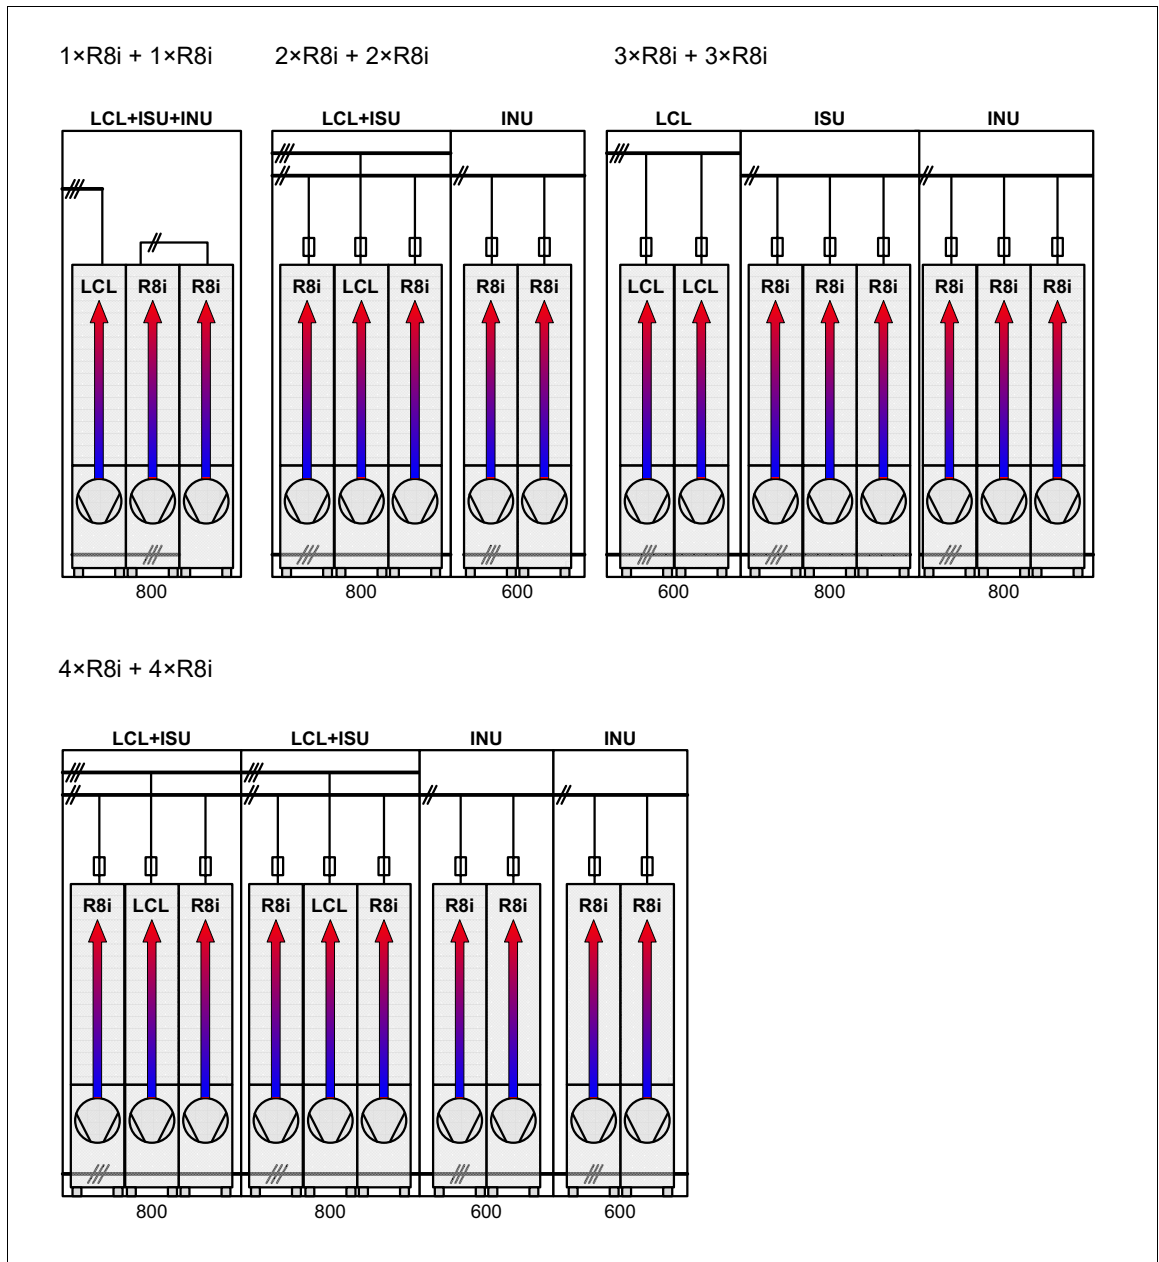 1×R8i + 1×R8i 2×R8i + 2×R8i 3×R8i + 3×R8i
LCL+ISU+INU LCL+ISU INU LCL ISU INU
LCL R8i R8i R8i LCL R8i R8i R8i LCL LCL R8i R8i R8i R8i R8i R8i
800 800 600 600 800 800
4×R8i + 4×R8i
LCL+ISU LCL+ISU INU INU
R8i LCL R8i R8i LCL R8i R8i R8i R8i R8i
800 800 600 600